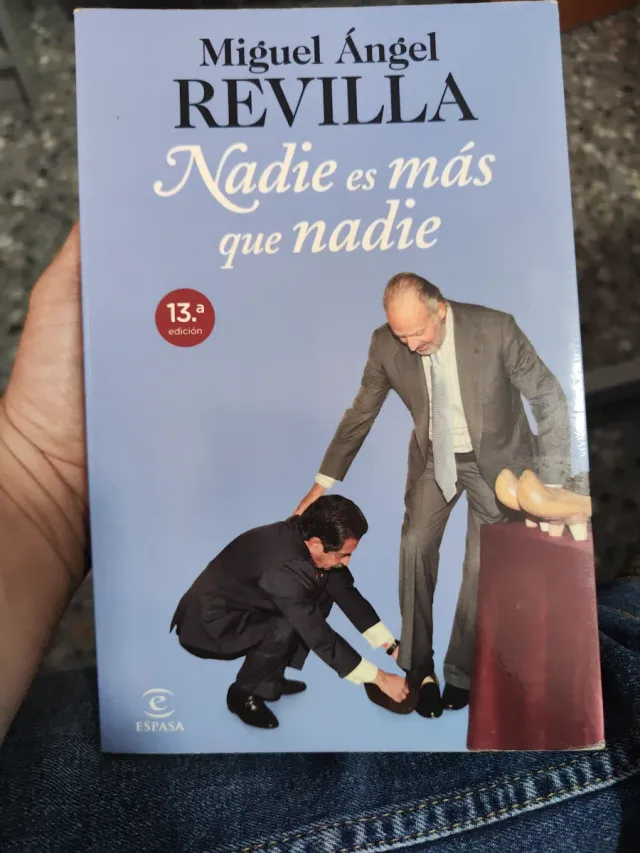 Miguel Ángel
REVILLA
Nadie es más
que nadie
13.ª
edición
e
ESPASA